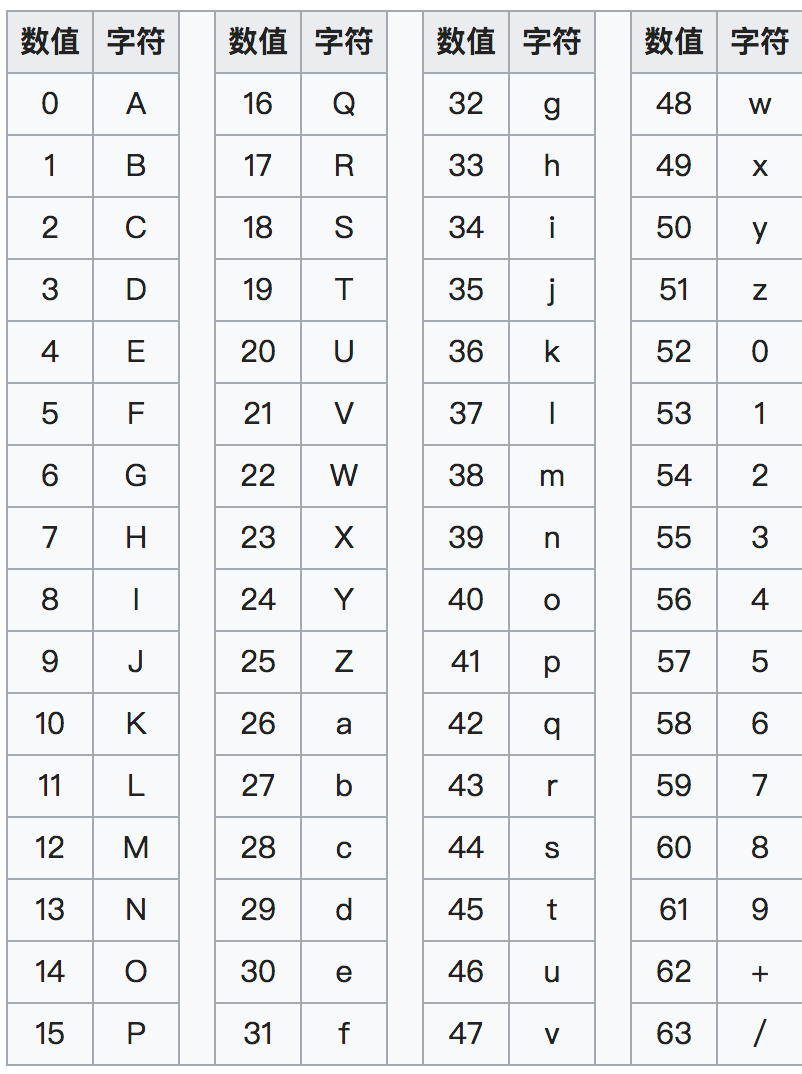 数值 字符 数值 字符 数值 字符 数值 字符
0 A 16 Q 32 g 48 w
1 B 17 R 33 h 49 x
2 C 18 S 34 i 50 y
3 D 19 T 35 j 51 z
4 E 20 U 36 k 52 0
5 F 21 V 37 l 53 1
6 G 22 W 38 m 54 2
7 H 23 X 39 n 55 3
8 I 24 Y 40 o 56 4
9 J 25 Z 41 p 57 5
10 K 26 a 42 q 58 6
11 L 27 b 43 r 59 7
12 M 28 c 44 s 60 8
13 N 29 d 45 t 61 9
14 O 30 e 46 u 62 +
15 P 31 f 47 v 63 /